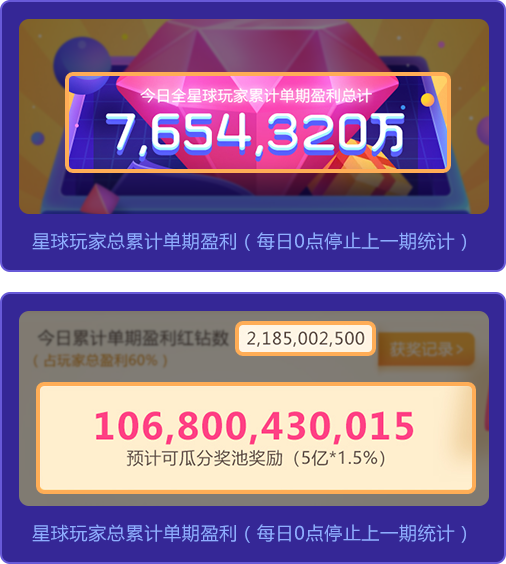 今日全星球玩家累计单期盈利总计
7,654,320万
星球玩家总累计单期盈利（每日0点停止上一期统计）
今日累计单期盈利红钻数 2,185,002,500
（占玩家总盈利60%）
获奖记录>
106,800,430,015
预计可瓜分奖池奖励（5亿*1.5%）
星球玩家总累计单期盈利（每日0点停止上一期统计）